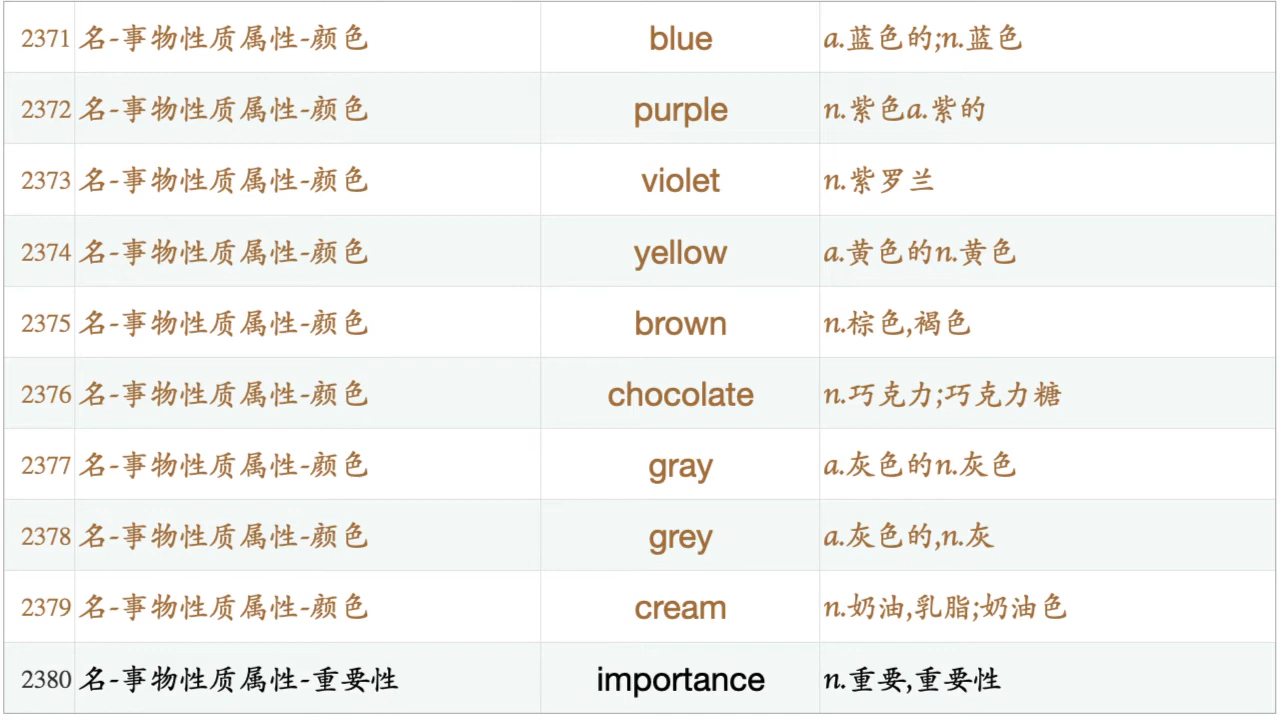 2371 名-事物性质属性-颜色 blue a.蓝色的;n.蓝色
2372 名-事物性质属性-颜色 purple n.紫色a.紫的
2373 名-事物性质属性-颜色 violet n.紫罗兰
2374 名-事物性质属性-颜色 yellow a.黄色的n.黄色
2375 名-事物性质属性-颜色 brown n.棕色,褐色
2376 名-事物性质属性-颜色 chocolate n.巧克力;巧克力糖
2377 名-事物性质属性-颜色 gray a.灰色的n.灰色
2378 名-事物性质属性-颜色 grey a.灰色的,n.灰
2379 名-事物性质属性-颜色 cream n.奶油,乳脂;奶油色
2380 名-事物性质属性-重要性 importance n.重要,重要性